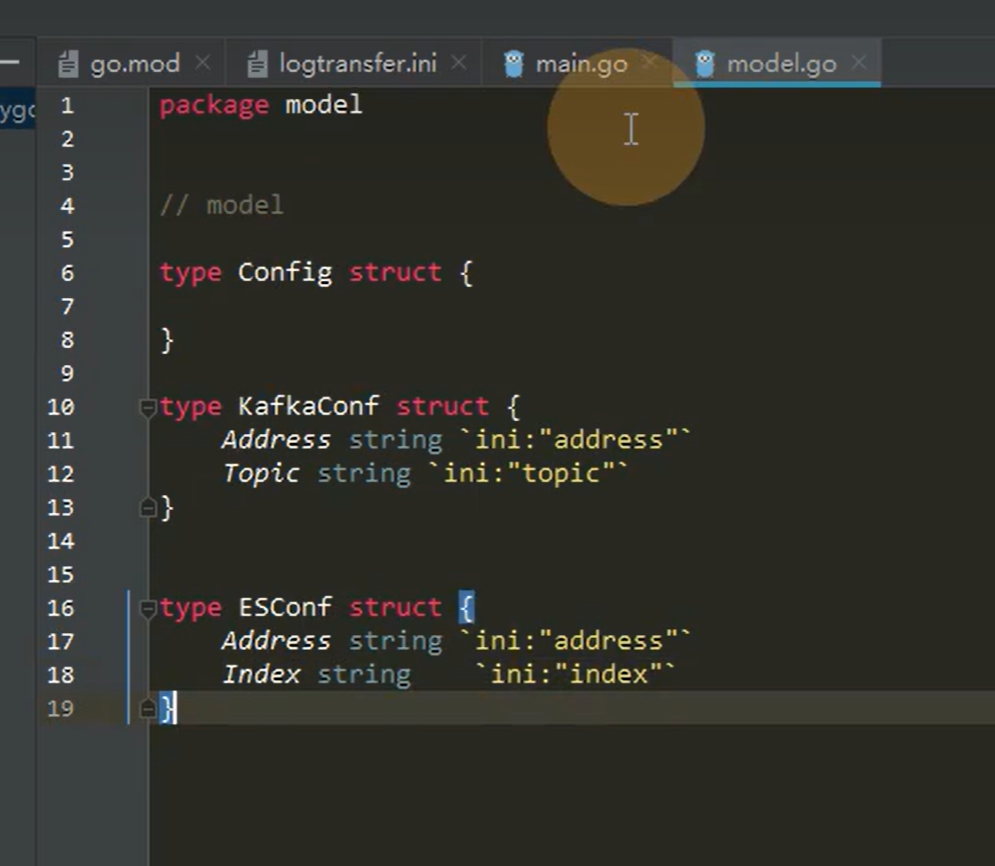 go.mod logtransfer.ini main.go model.go
ygo
1 package model
2
3
4 // model
5
6 type Config struct {
7
8 }
9
10 type KafkaConf struct {
11 Address string `ini:"address"`
12 Topic string `ini:"topic"`
13 }
14
15
16 type ESConf struct {
17 Address string `ini:"address"`
18 Index string    `ini:"index"`
19 }